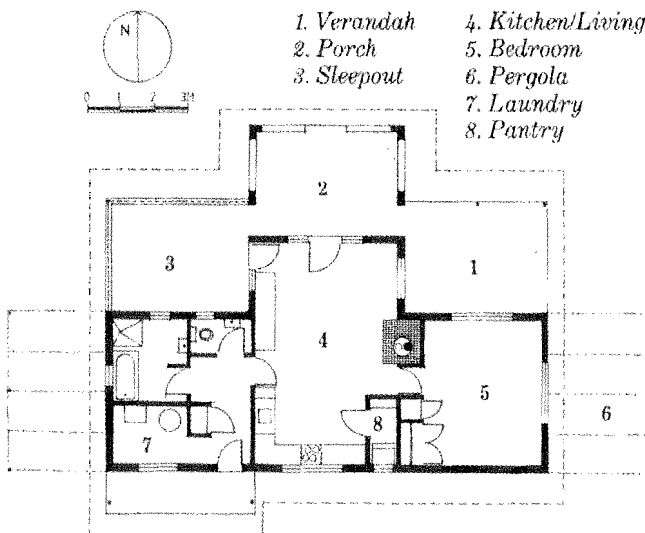 N
0 1 2 3M
1. Verandah
2. Porch
3. Sleepout
4. Kitchen/Living
5. Bedroom
6. Pergola
7. Laundry
8. Pantry
2
3
1
4
5
6
8
7